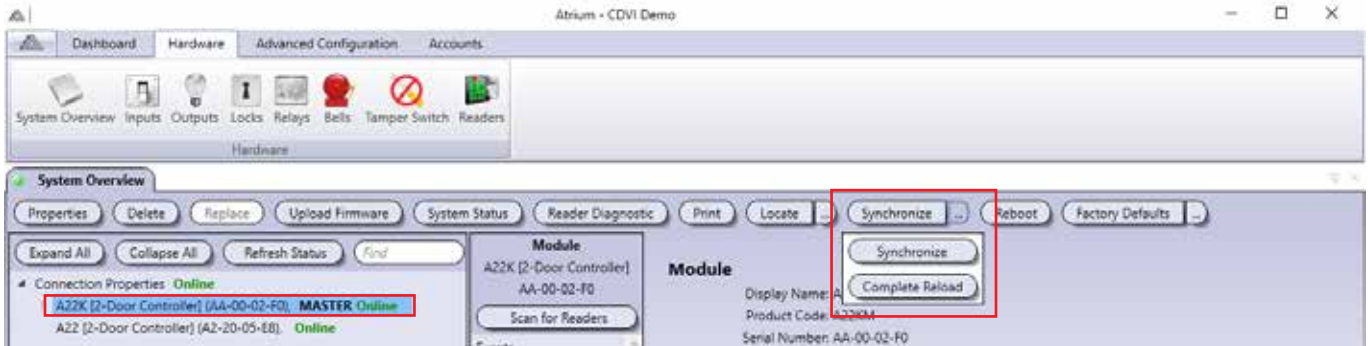 Atrium - CDVI Demo
Dashboard Hardware Advanced Configuration Accounts
System Overview Inputs Outputs Locks Relays Bells Tamper Switch Readers
Hardware
System Overview
Properties Delete Replace Upload Firmware System Status Reader Diagnostic Print Locate ... Synchronize ... Reboot Factory Defaults ...
Expand All Collapse All Refresh Status Find
Connection Properties Online
A22K [2-Door Controller] (AA-00-02-F0), MASTER Online
A22 [2-Door Controller] (A2-20-05-E8), Online
Module
A22K [2-Door Controller]
AA-00-02-F0
Scan for Readers
Module
Display Name: A
Product Code: A22KM
Serial Number: AA-00-02-F0
Synchronize
Complete Reload